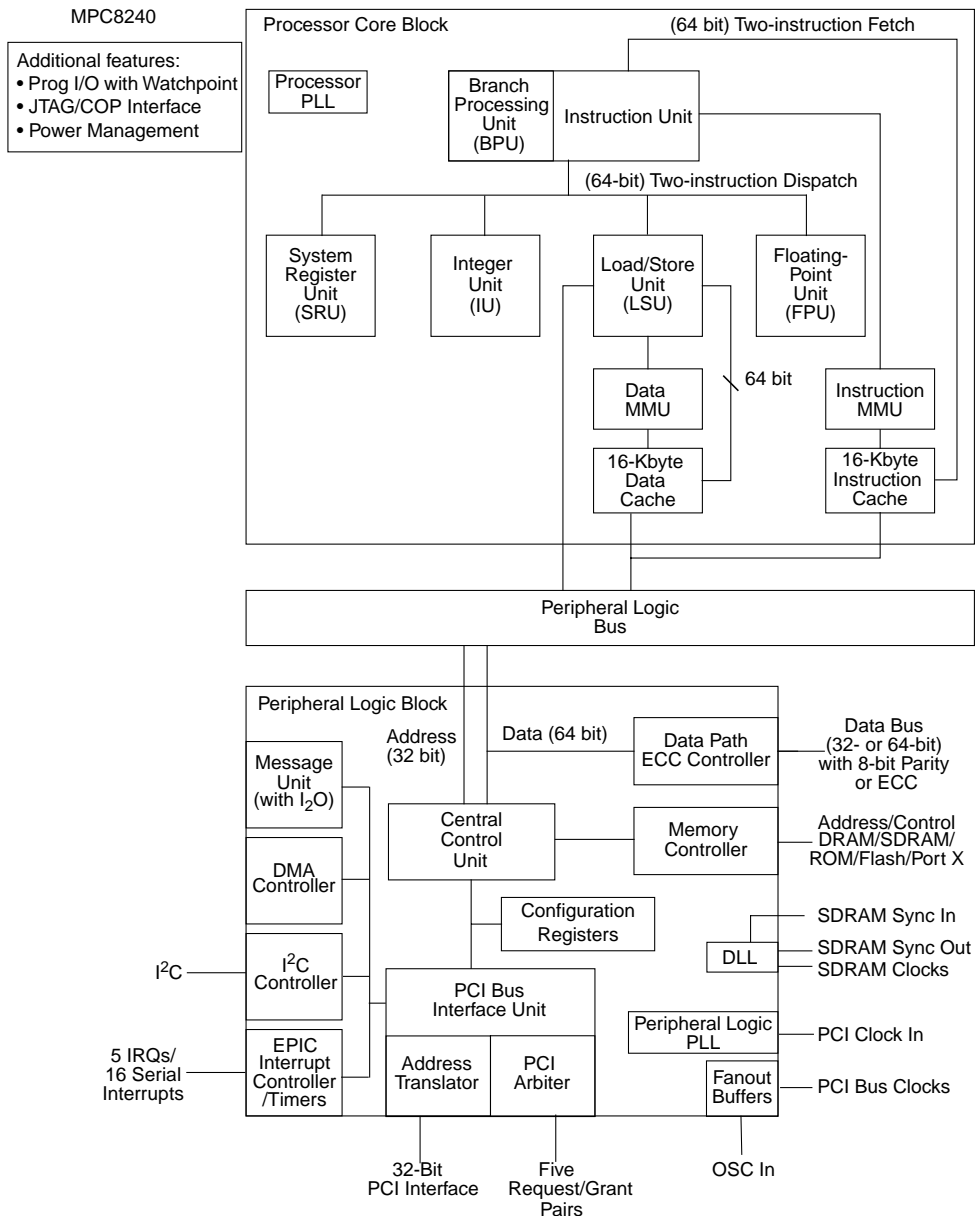 MPC8240
Additional features:
• Prog I/O with Watchpoint
• JTAG/COP Interface
• Power Management
Processor Core Block
(64 bit) Two-instruction Fetch
Processor
PLL
Branch
Processing
Unit
(BPU)
Instruction Unit
(64-bit) Two-instruction Dispatch
System
Register
Unit
(SRU)
Integer
Unit
(IU)
Load/Store
Unit
(LSU)
Floating-
Point
Unit
(FPU)
64 bit
Data
MMU
Instruction
MMU
16-Kbyte
Data
Cache
16-Kbyte
Instruction
Cache
Peripheral Logic
Bus
Peripheral Logic Block
Address
(32 bit)
Data (64 bit)
Data Path
ECC Controller
Data Bus
(32- or 64-bit)
with 8-bit Parity
or ECC
Message
Unit
(with I₂O)
Central
Control
Unit
Memory
Controller
Address/Control
DRAM/SDRAM/
ROM/Flash/Port X
DMA
Controller
Configuration
Registers
SDRAM Sync In
DLL
SDRAM Sync Out
SDRAM Clocks
I²C
I²C
Controller
PCI Bus
Interface Unit
Peripheral Logic
PLL
PCI Clock In
5 IRQs/
16 Serial
Interrupts
EPIC
Interrupt
Controller
/Timers
Address
Translator
PCI
Arbiter
Fanout
Buffers
PCI Bus Clocks
32-Bit
PCI Interface
Five
Request/Grant
Pairs
OSC In